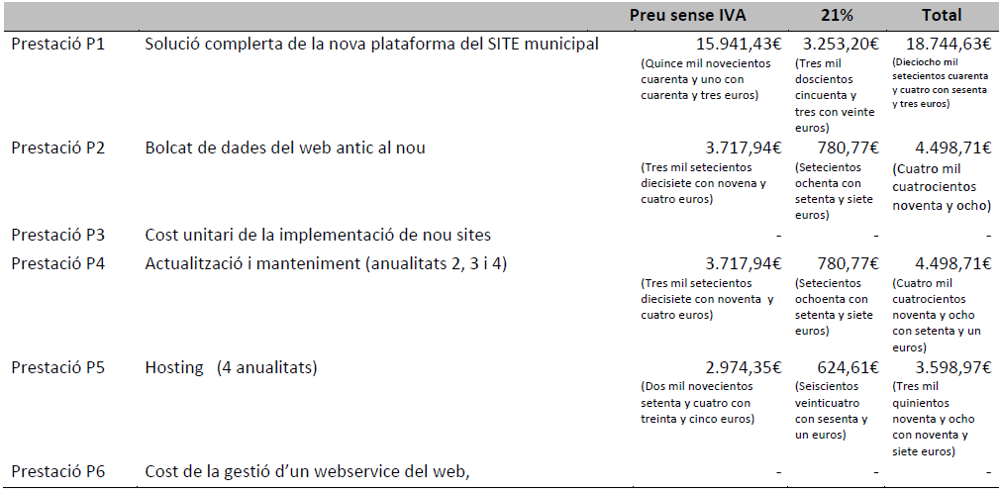 Preu sense IVA 21% Total
Prestació P1 Solució complerta de la nova plataforma del SITE municipal 15.941,43€ 3.253,20€ 18.744,63€
(Quince mil novecientos cuarenta y uno con cuarenta y tres euros) (Tres mil doscientos cincuenta y tres con veinte euros) (Dieciocho mil setecientos cuarenta y cuatro con sesenta y tres euros)
Prestació P2 Bolcat de dades del web antic al nou 3.717,94€ 780,77€ 4.498,71€
(Tres mil setecientos diecisiete con novena y cuatro euros) (Setecientos ochenta con setenta y siete euros) (Cuatro mil cuatrocientos noventa y ocho)
Prestació P3 Cost unitari de la implementació de nou sites - - -
Prestació P4 Actualització i manteniment (anualitats 2, 3 i 4) 3.717,94€ 780,77€ 4.498,71€
(Tres mil setecientos diecisiete con noventa y cuatro euros) (Setecientos ochoenta con setenta y siete euros) (Cuatro mil cuatrocientos noventa y ocho con setenta y un euros)
Prestació P5 Hosting (4 anualitats) 2.974,35€ 624,61€ 3.598,97€
(Dos mil novecientos setenta y cuatro con treinta y cinco euros) (Seiscientos veinticuatro con sesenta y un euros) (Tres mil quinientos noventa y ocho con noventa y siete euros)
Prestació P6 Cost de la gestió d'un webservice del web, - - -